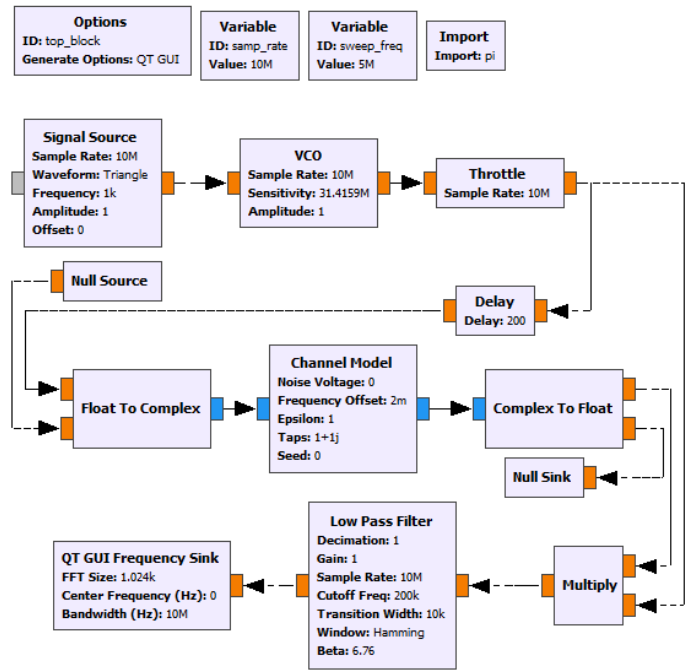 Options
ID: top_block
Generate Options: QT GUI
Variable
ID: samp_rate
Value: 10M
Variable
ID: sweep_freq
Value: 5M
Import
Import: pi
Signal Source
Sample Rate: 10M
Waveform: Triangle
Frequency: 1k
Amplitude: 1
Offset: 0
VCO
Sample Rate: 10M
Sensitivity: 31.4159M
Amplitude: 1
Throttle
Sample Rate: 10M
Null Source
Delay
Delay: 200
Float To Complex
Channel Model
Noise Voltage: 0
Frequency Offset: 2m
Epsilon: 1
Taps: 1+1j
Seed: 0
Complex To Float
Null Sink
QT GUI Frequency Sink
FFT Size: 1.024k
Center Frequency (Hz): 0
Bandwidth (Hz): 10M
Low Pass Filter
Decimation: 1
Gain: 1
Sample Rate: 10M
Cutoff Freq: 200k
Transition Width: 10k
Window: Hamming
Beta: 6.76
Multiply